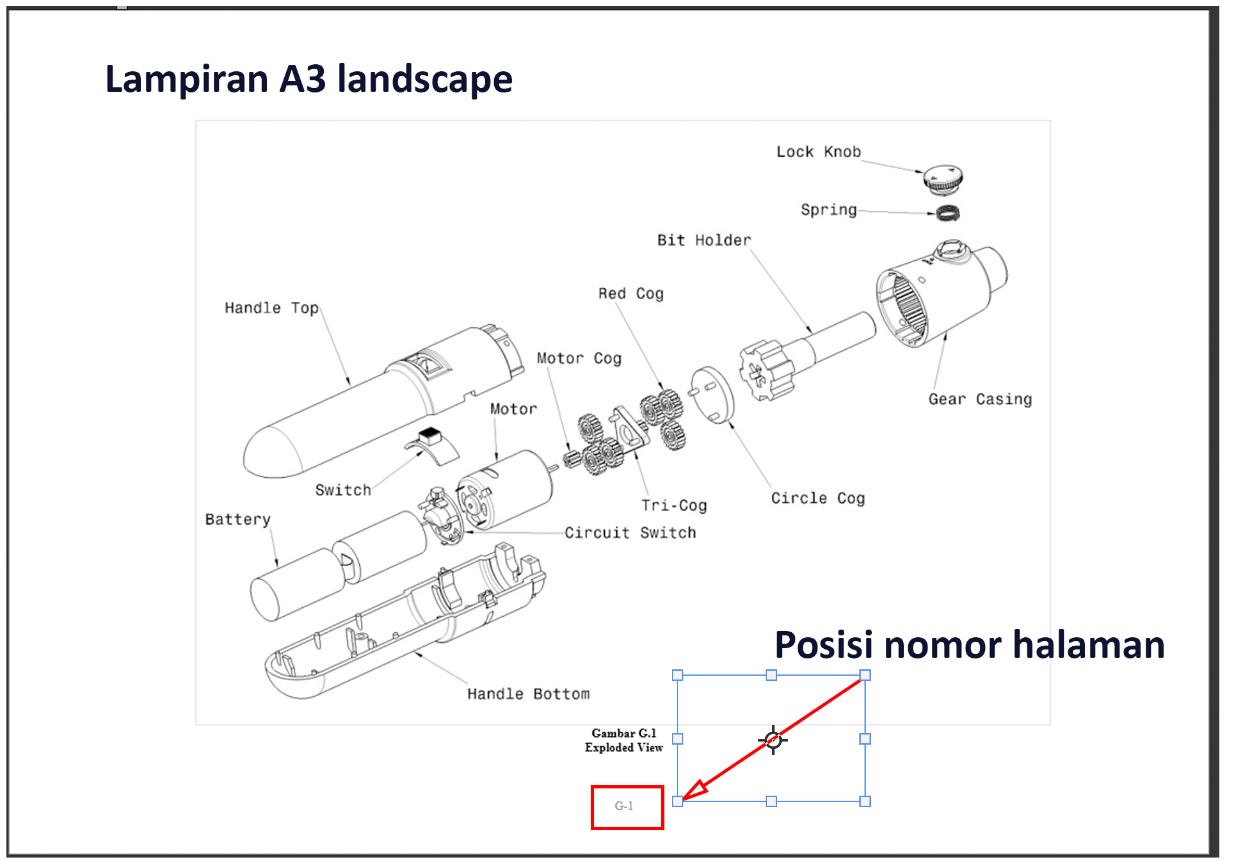 Lampiran A3 landscape
Lock Knob
Spring
Bit Holder
Red Cog
Handle Top
Motor Cog
Gear Casing
Motor
Switch
Circle Cog
Tri-Cog
Battery
Circuit Switch
Posisi nomor halaman
Handle Bottom
Gambar G.1
Exploded View
G-1